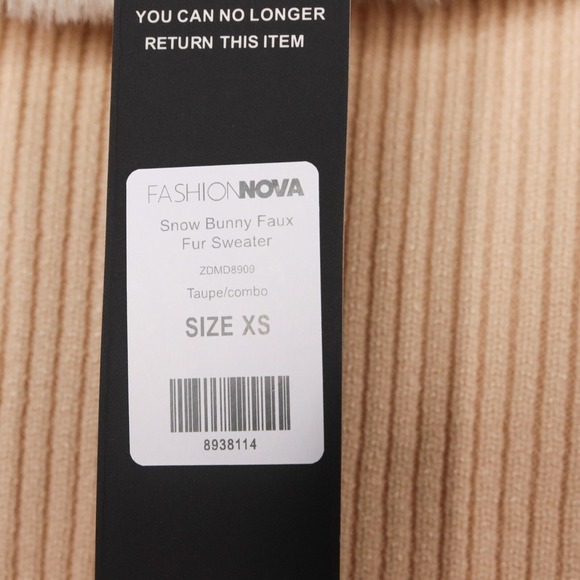 YOU CAN NO LONGER
RETURN THIS ITEM
FASHIONNOVA
Snow Bunny Faux
Fur Sweater
ZDMD8909
Taupe/combo
SIZE XS
8938114